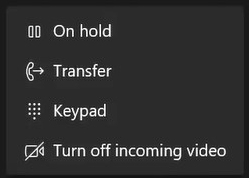 On hold
Transfer
Keypad
Turn off incoming video